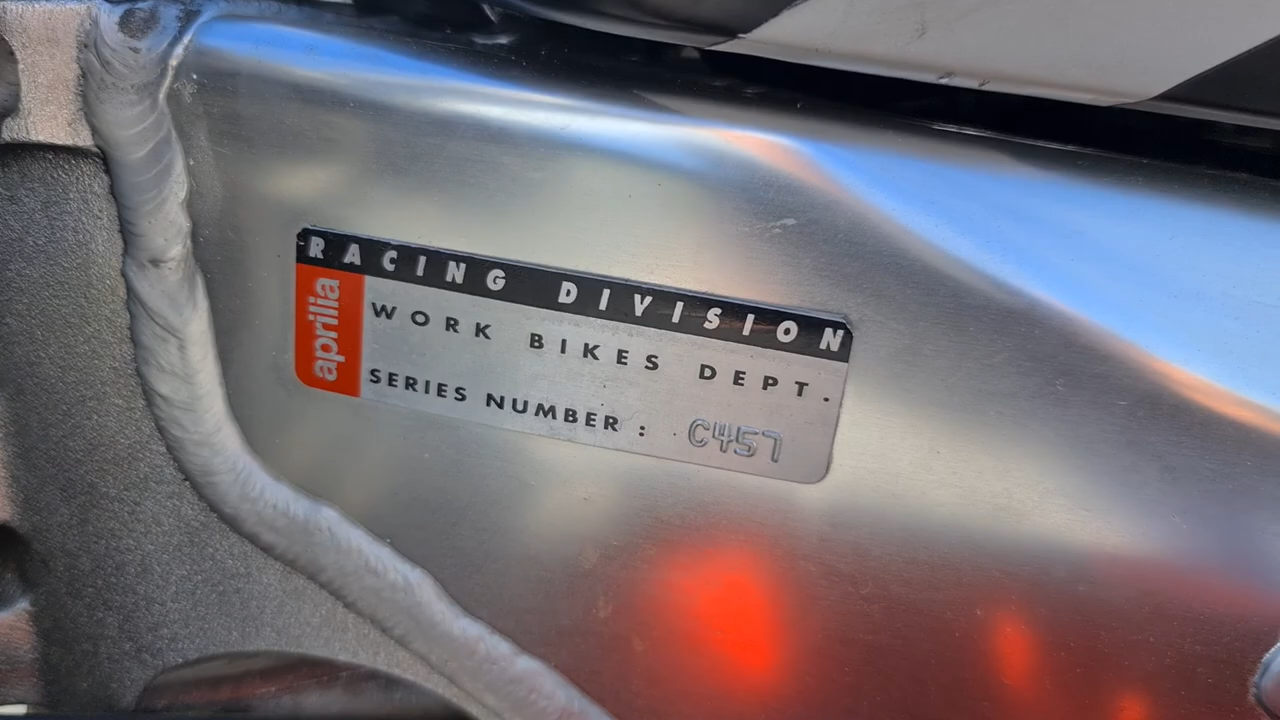 RACING DIVISION
aprilia
WORK BIKES DEPT.
SERIES NUMBER : C457